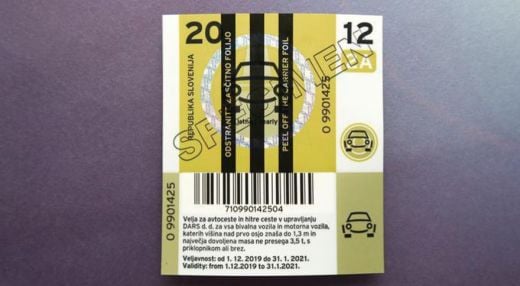 20 12
CA
REPUBLIKA SLOVENIJA
ODSTRANITI ZAŠČITNO FOLIJO
PEEL OFF THE CARRIER FOIL
SPECIMEN
0 9901425
0 9901425
710990142504
Velja za avtoceste in hitre ceste v upravljanju
DARS d. d. za vsa bivalna vozila in motorna vozila,
katerih višina nad prvo osjo znaša do 1,3 m in
največja dovoljena masa ne presega 3,5 t, s
priklopnikom ali brez.
Veljavnost: od 1. 12. 2019 do 31. 1. 2021.
Validity: from 1.12.2019 to 31.1.2021.